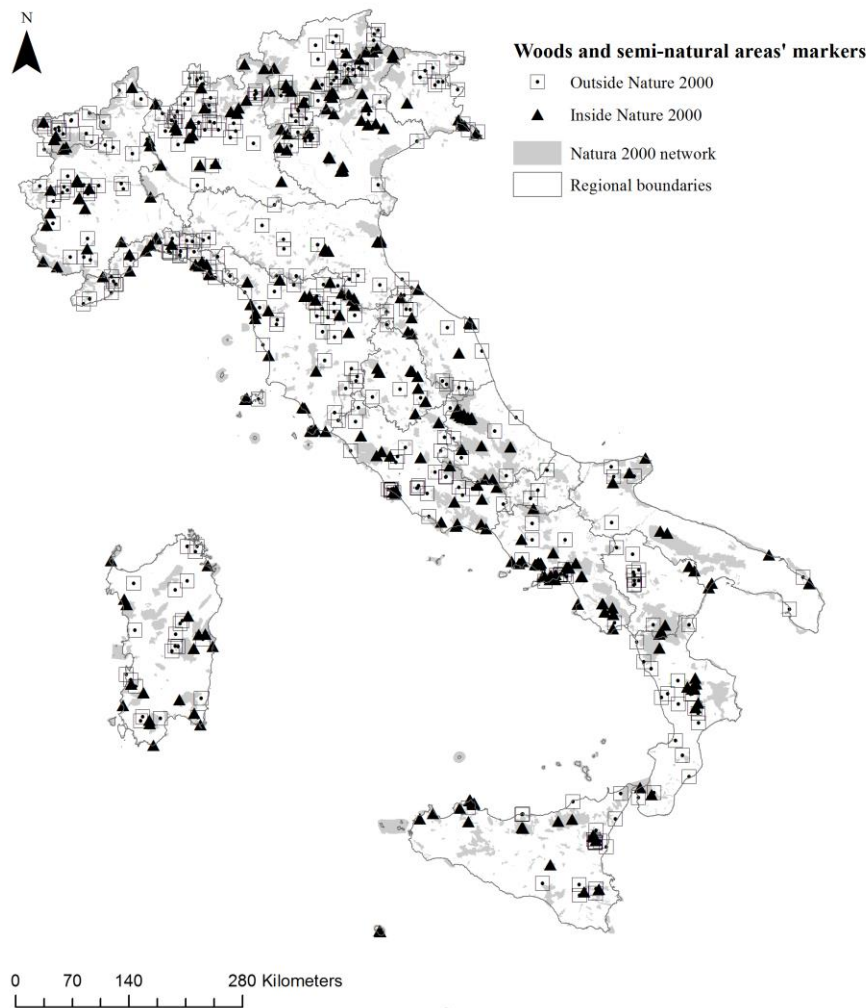 N
Woods and semi-natural areas' markers
Outside Nature 2000
Inside Nature 2000
Natura 2000 network
Regional boundaries
0 70 140 280 Kilometers